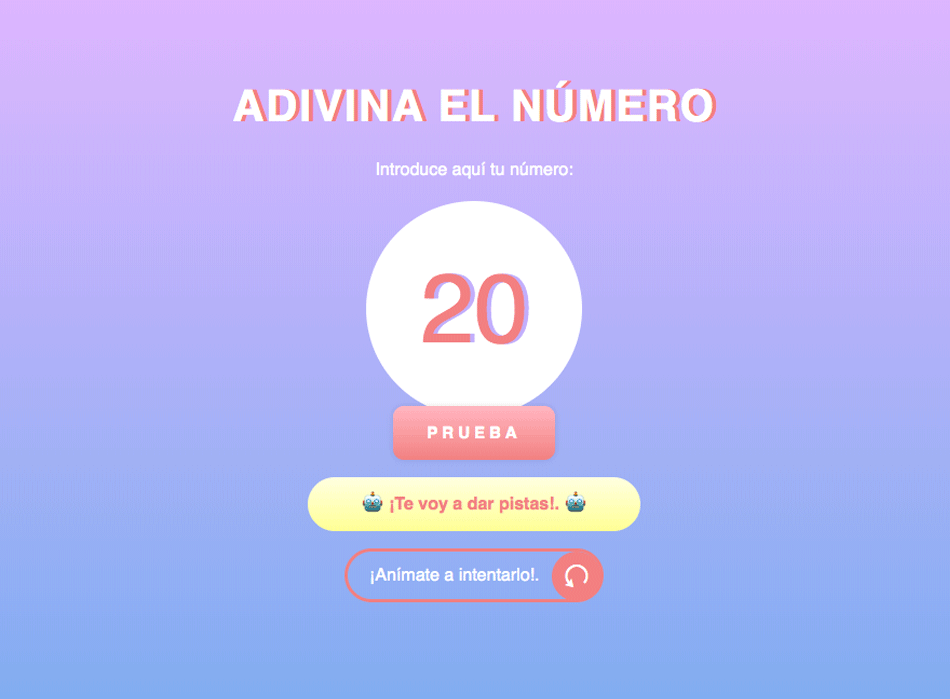 ADIVINA EL NÚMERO
Introduce aquí tu número:
20
PRUEBA
🤖 ¡Te voy a dar pistas!. 🤖
¡Anímate a intentarlo!.